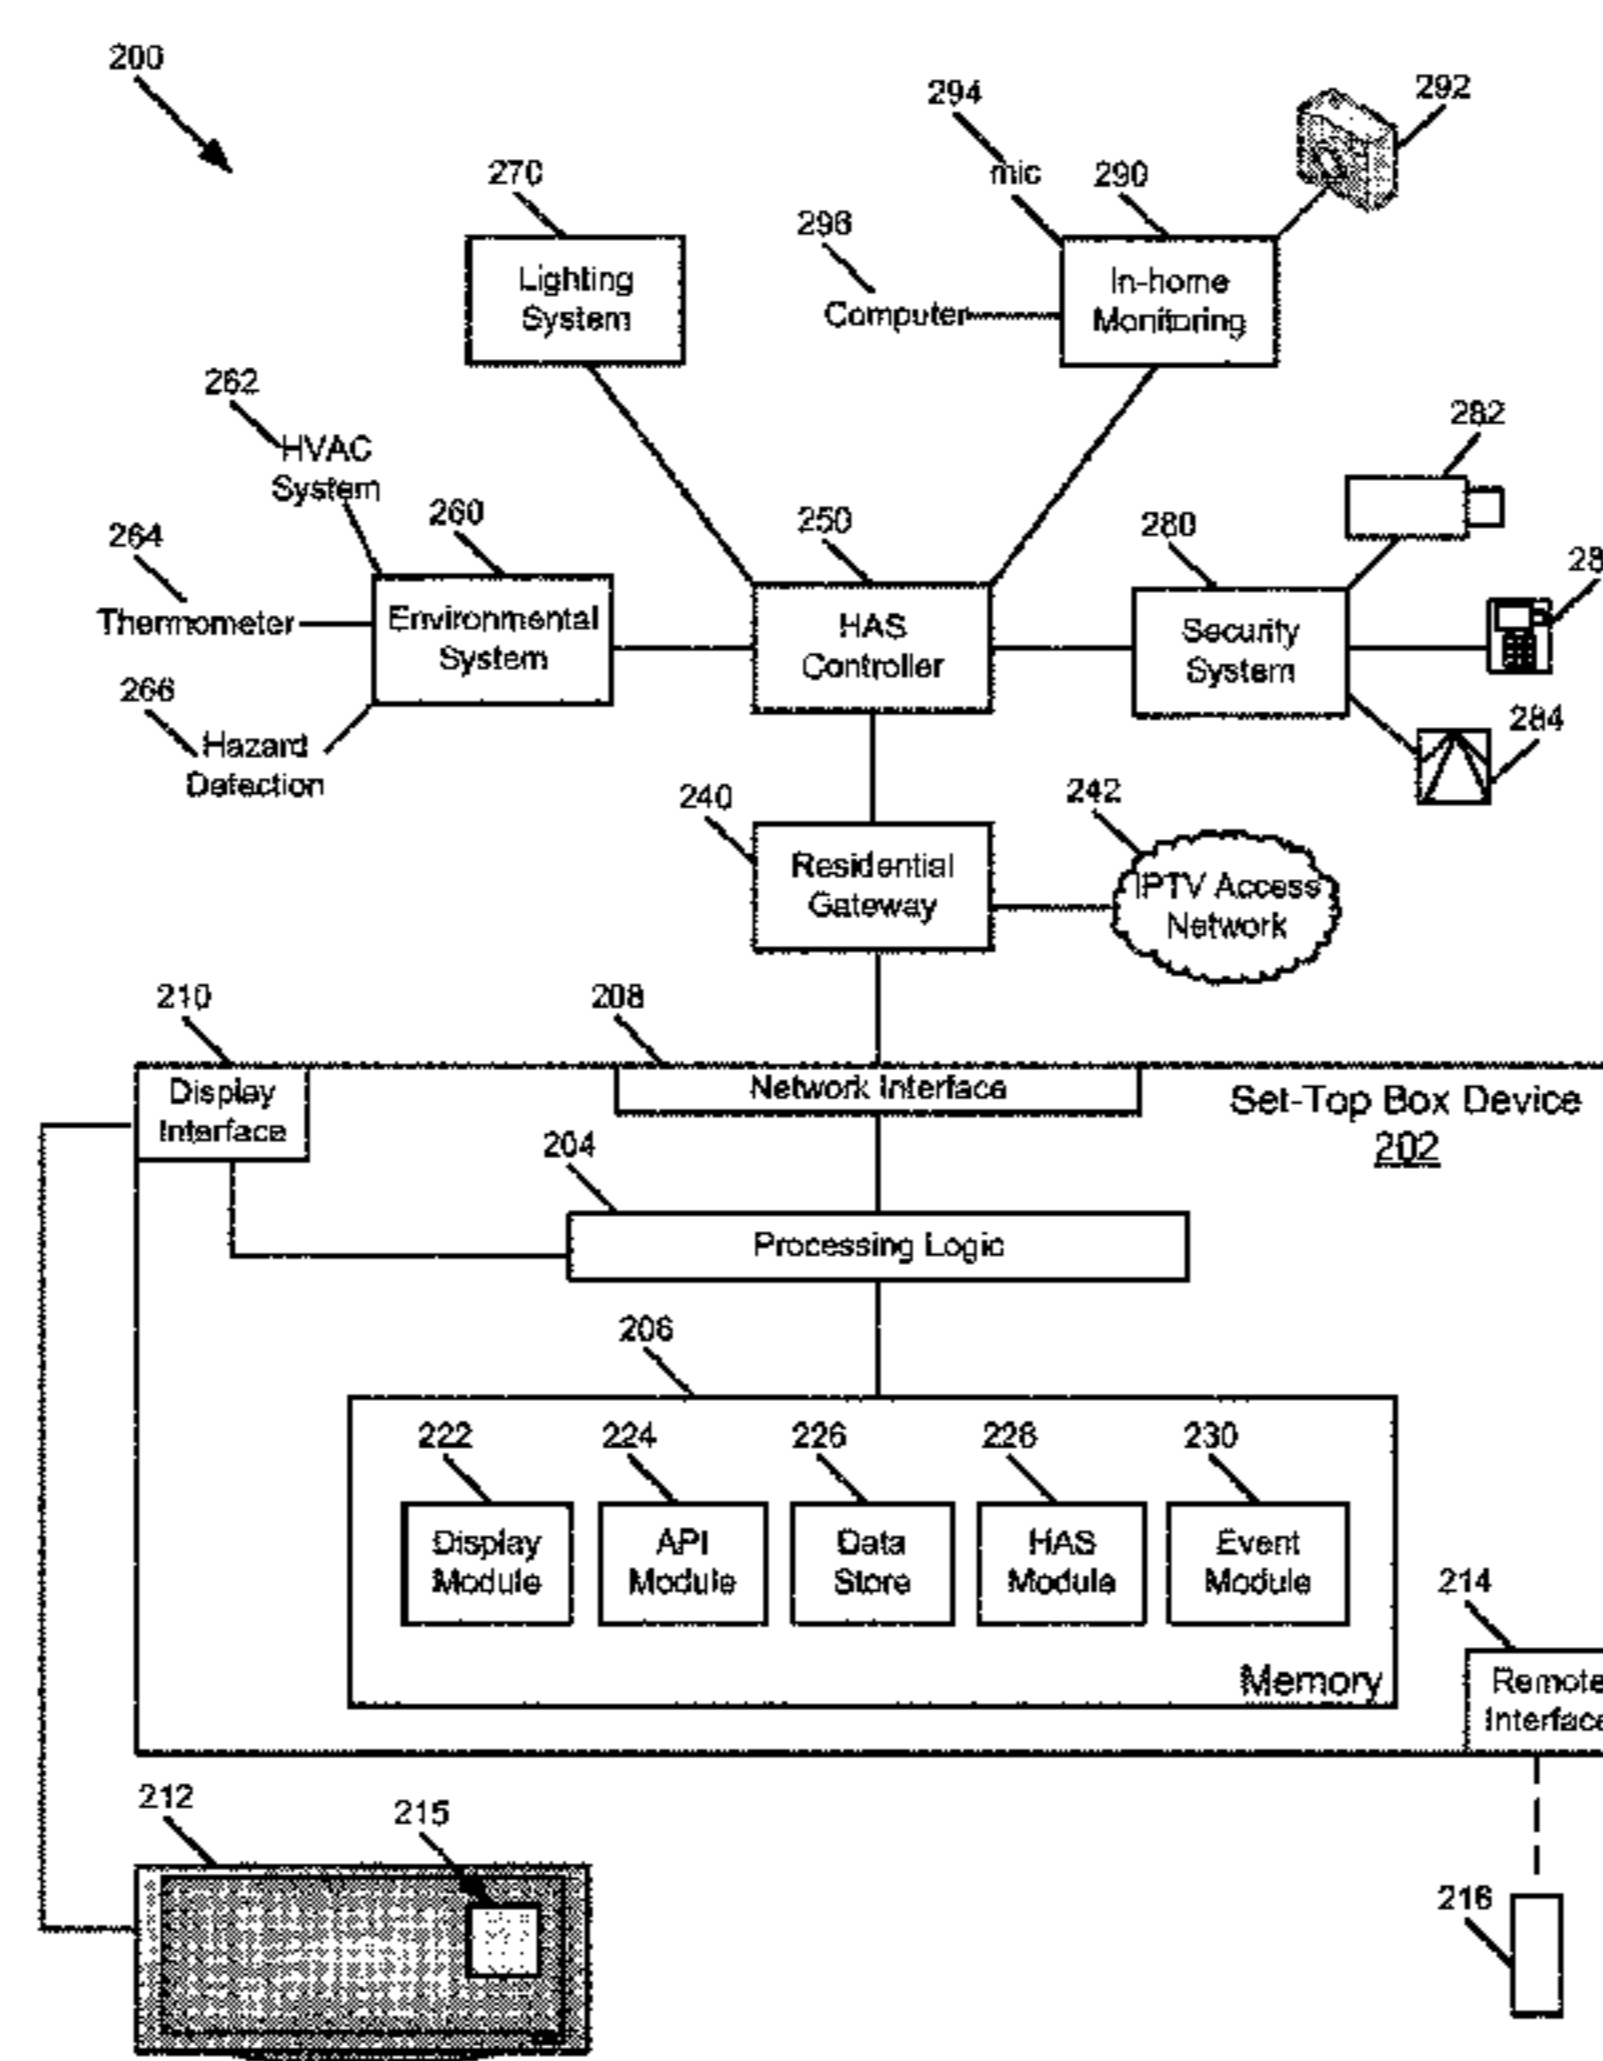 200
294
292
270
mic
290
296
Lighting
System
In-home
Monitoring
Computer
262
282
HVAC
System
264
260
250
280
28
Thermometer
Environmental
System
HAS
Controller
Security
System
266
284
Hazard
Detection
240
242
Residential
Gateway
IPTV Access
Network
210
208
Display
Interface
Network Interface
Set-Top Box Device
202
204
Processing Logic
206
222
224
226
228
230
Display
Module
API
Module
Data
Store
HAS
Module
Event
Module
214
Memory
Remote
Interface
212
215
216